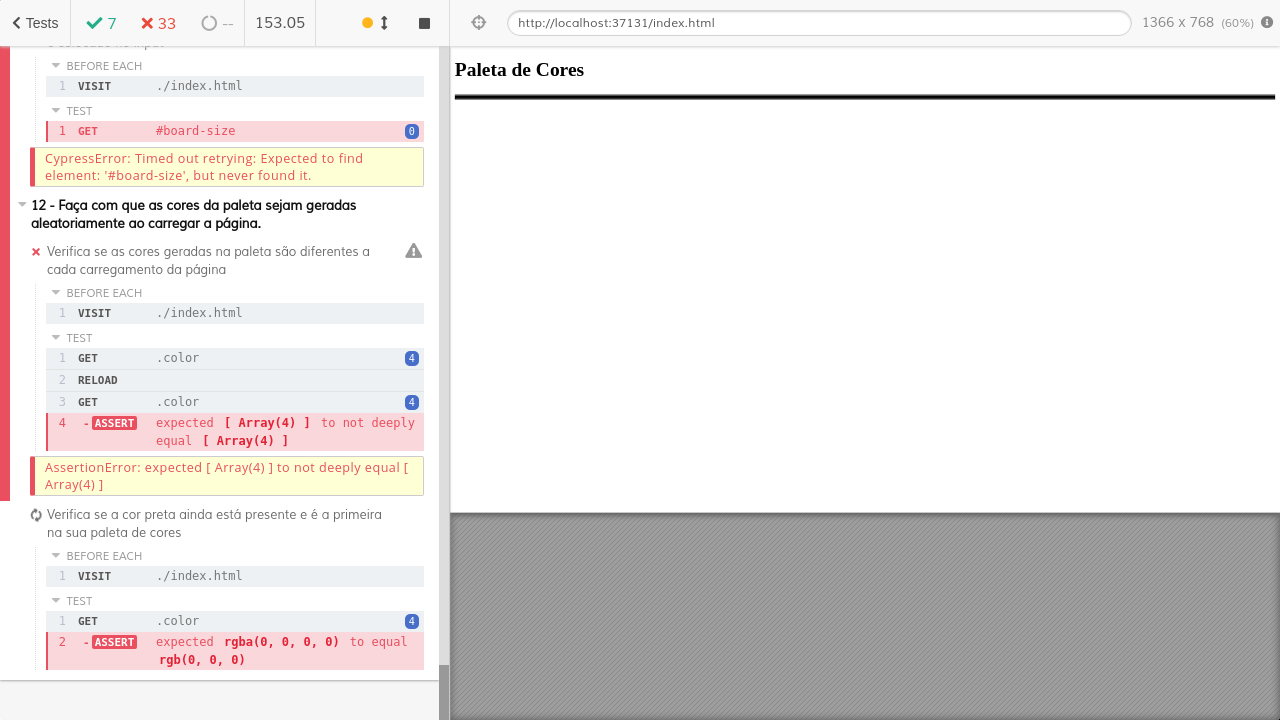 Tests
7
33
--
153.05
http://localhost:37131/index.html
1366 x 768 (60%)
BEFORE EACH
1 VISIT ./index.html
TEST
1 GET #board-size 0
CypressError: Timed out retrying: Expected to find
element: '#board-size', but never found it.
12 - Faça com que as cores da paleta sejam geradas
aleatoriamente ao carregar a página.
Verifica se as cores geradas na paleta são diferentes a
cada carregamento da página
BEFORE EACH
1 VISIT ./index.html
TEST
1 GET .color 4
2 RELOAD
3 GET .color 4
4 -ASSERT expected [ Array(4) ] to not deeply
equal [ Array(4) ]
AssertionError: expected [ Array(4) ] to not deeply equal [
Array(4) ]
Verifica se a cor preta ainda está presente e é a primeira
na sua paleta de cores
BEFORE EACH
1 VISIT ./index.html
TEST
1 GET .color 4
2 -ASSERT expected rgba(0, 0, 0, 0) to equal
rgb(0, 0, 0)
Paleta de Cores